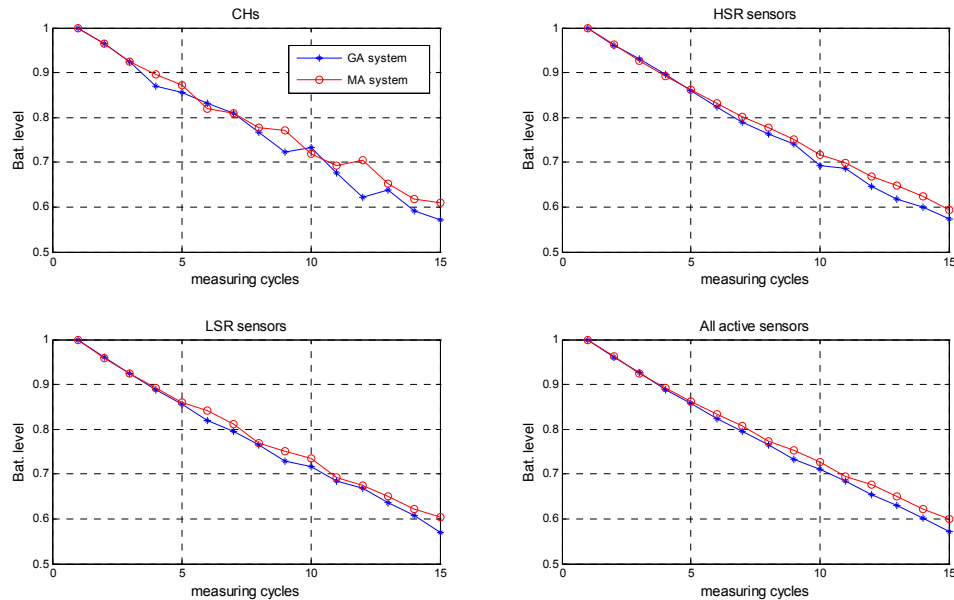 CHs
1
0.9
0.8
0.7
0.6
0.5
Bat. level
GA system
MA system
0
5
10
15
measuring cycles
HSR sensors
1
0.9
0.8
0.7
0.6
0.5
Bat. level
0
5
10
15
measuring cycles
LSR sensors
1
0.9
0.8
0.7
0.6
0.5
Bat. level
0
5
10
15
measuring cycles
All active sensors
1
0.9
0.8
0.7
0.6
0.5
Bat. level
0
5
10
15
measuring cycles